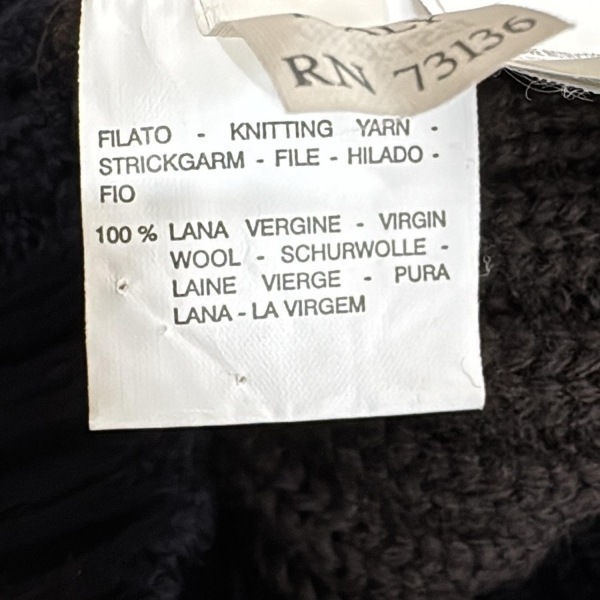 RN 73136
FILATO - KNITTING YARN -
STRICKGARM - FILE - HILADO -
FIO
100 % LANA VERGINE - VIRGIN
WOOL - SCHURWOLLE -
LAINE VIERGE - PURA
LANA - LA VIRGEM